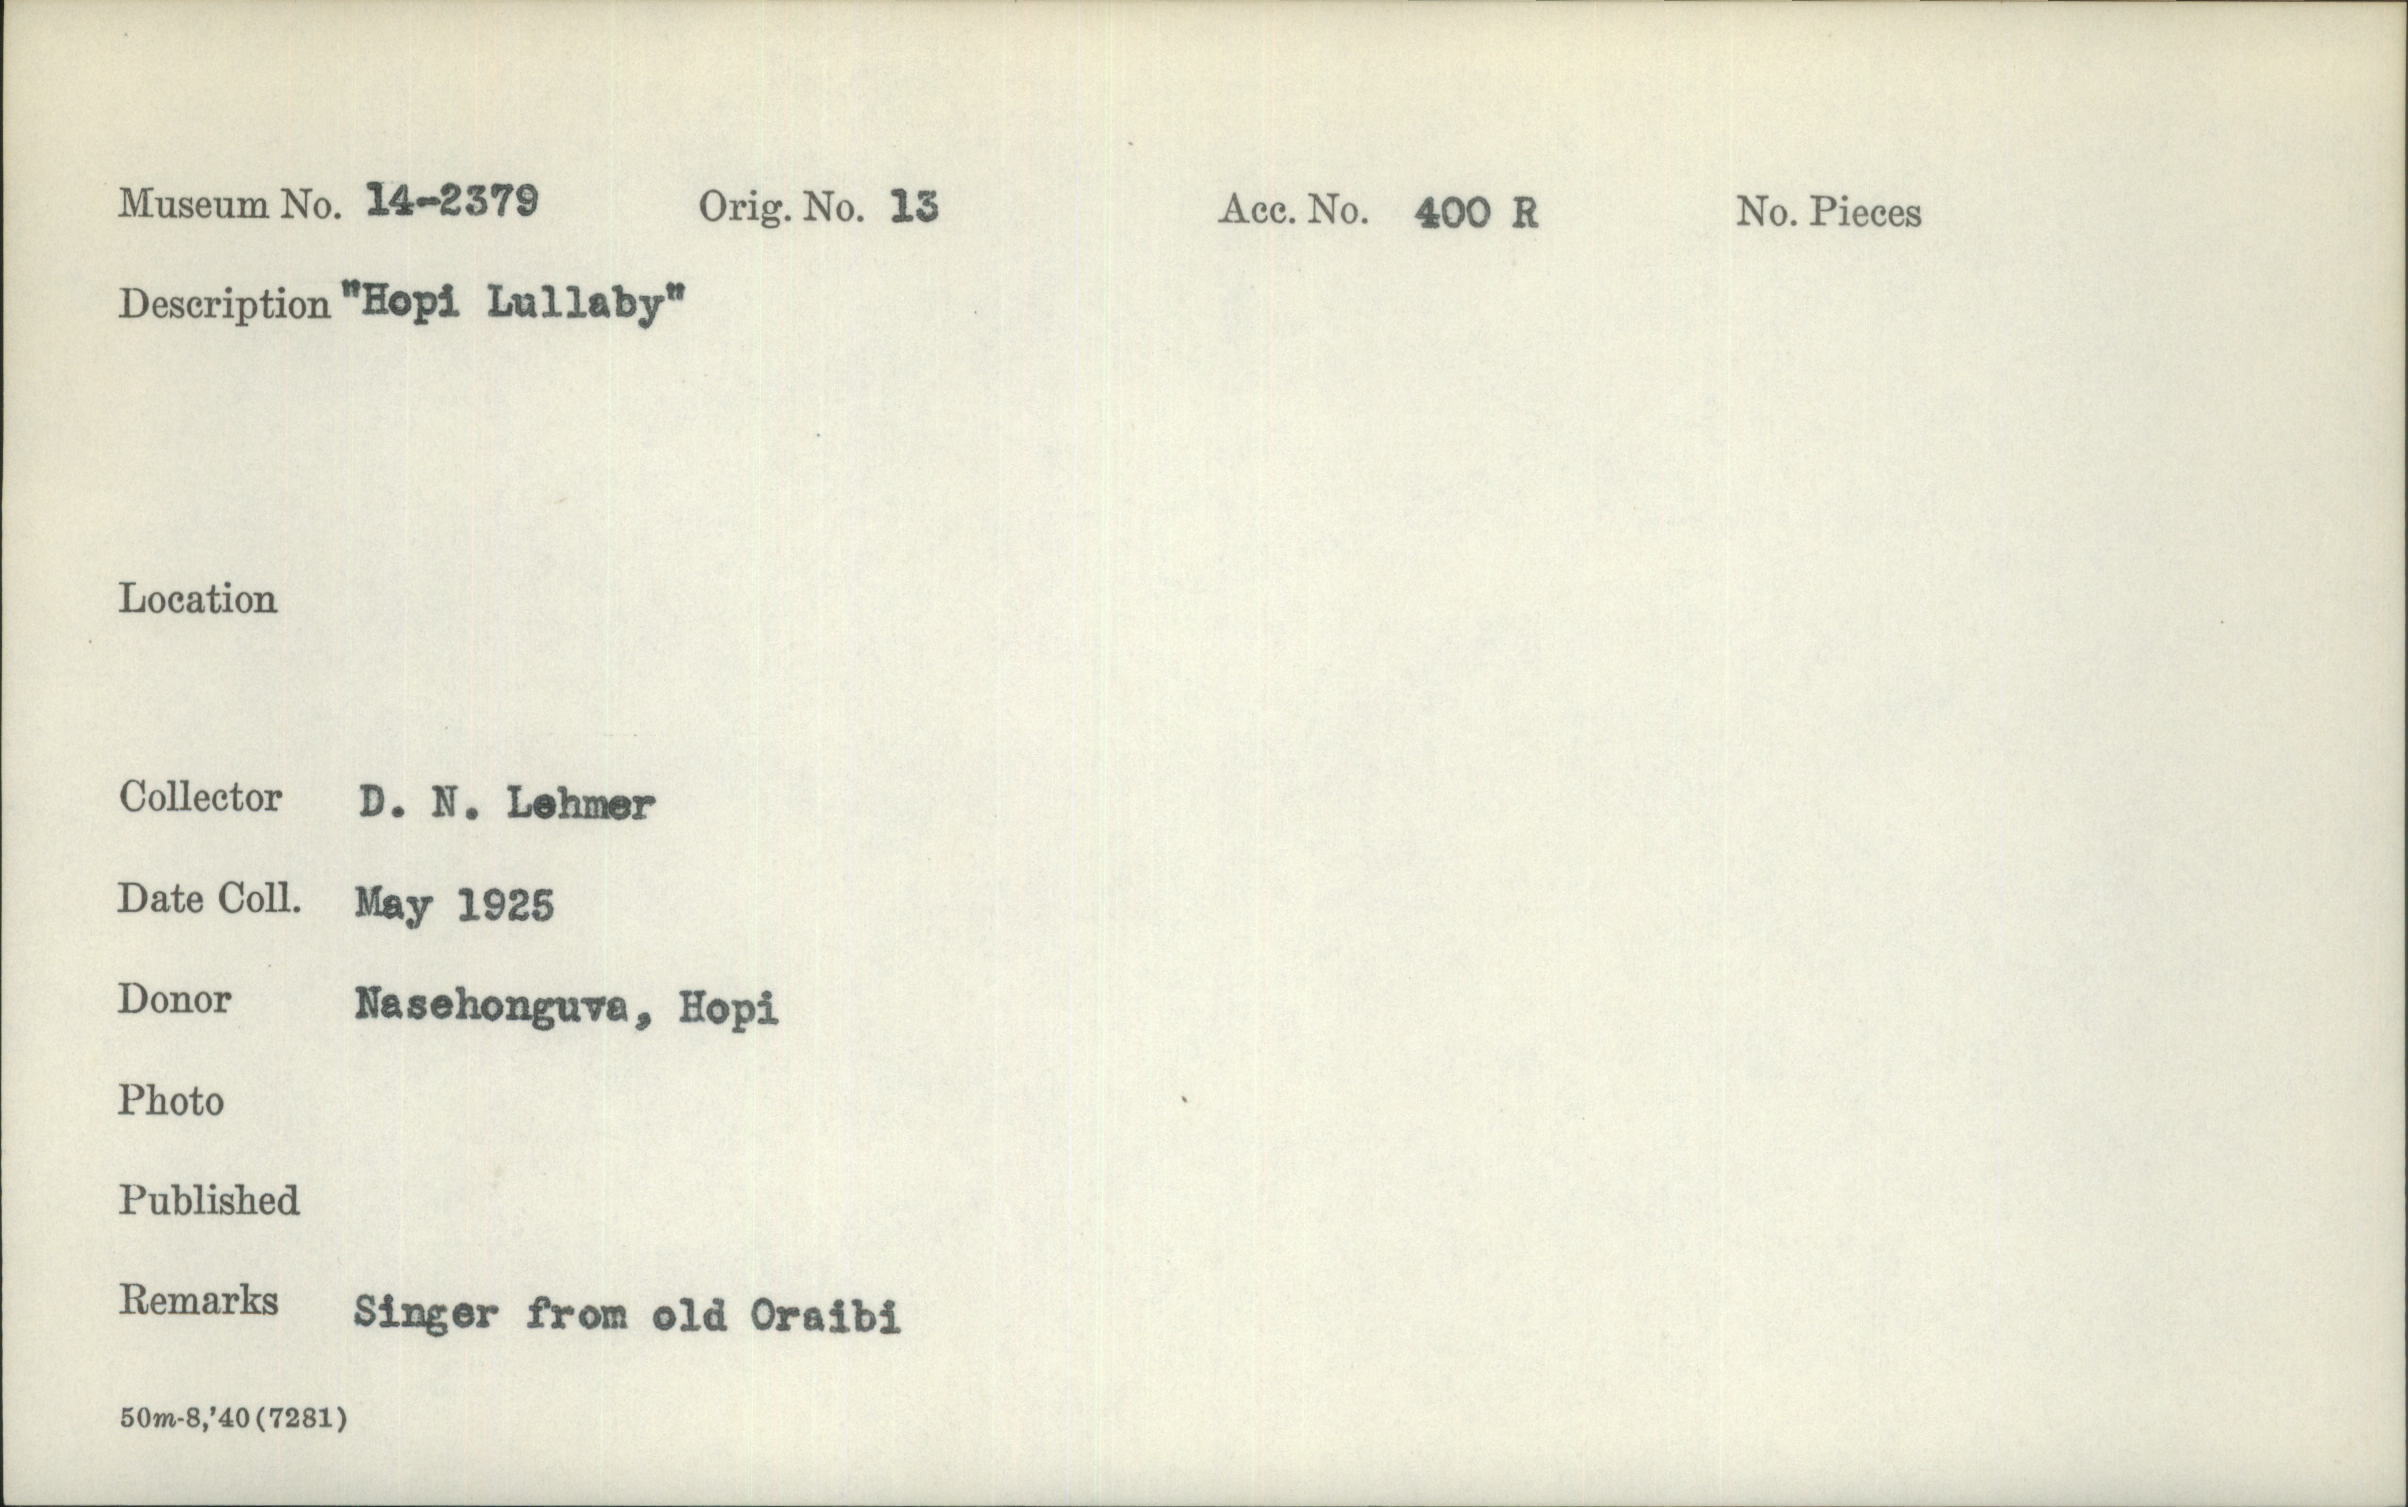 Museum No. 14-2379 Orig. No. 13 Acc. No. 400 R No. Pieces
Description "Hopi Lullaby"
Location
Collector D. N. Lehmer
Date Coll. May 1925
Donor Nasehonguva, Hopi
Photo
Published
Remarks Singer from old Oraibi
50m-8,'40(7281)